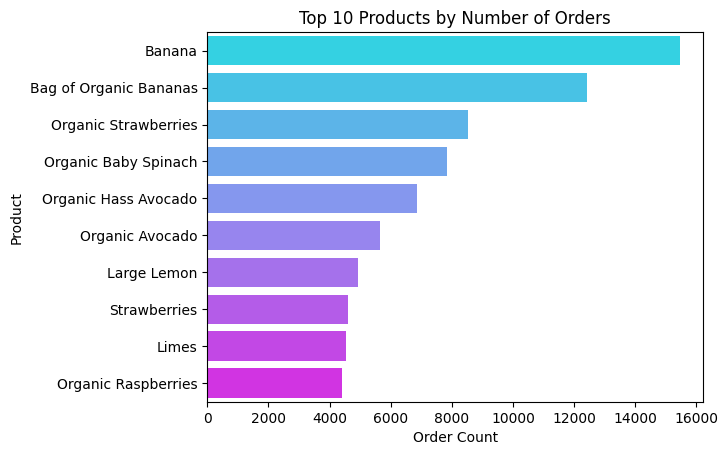 Top 10 Products by Number of Orders
Product
Banana
Bag of Organic Bananas
Organic Strawberries
Organic Baby Spinach
Organic Hass Avocado
Organic Avocado
Large Lemon
Strawberries
Limes
Organic Raspberries
0 2000 4000 6000 8000 10000 12000 14000 16000
Order Count